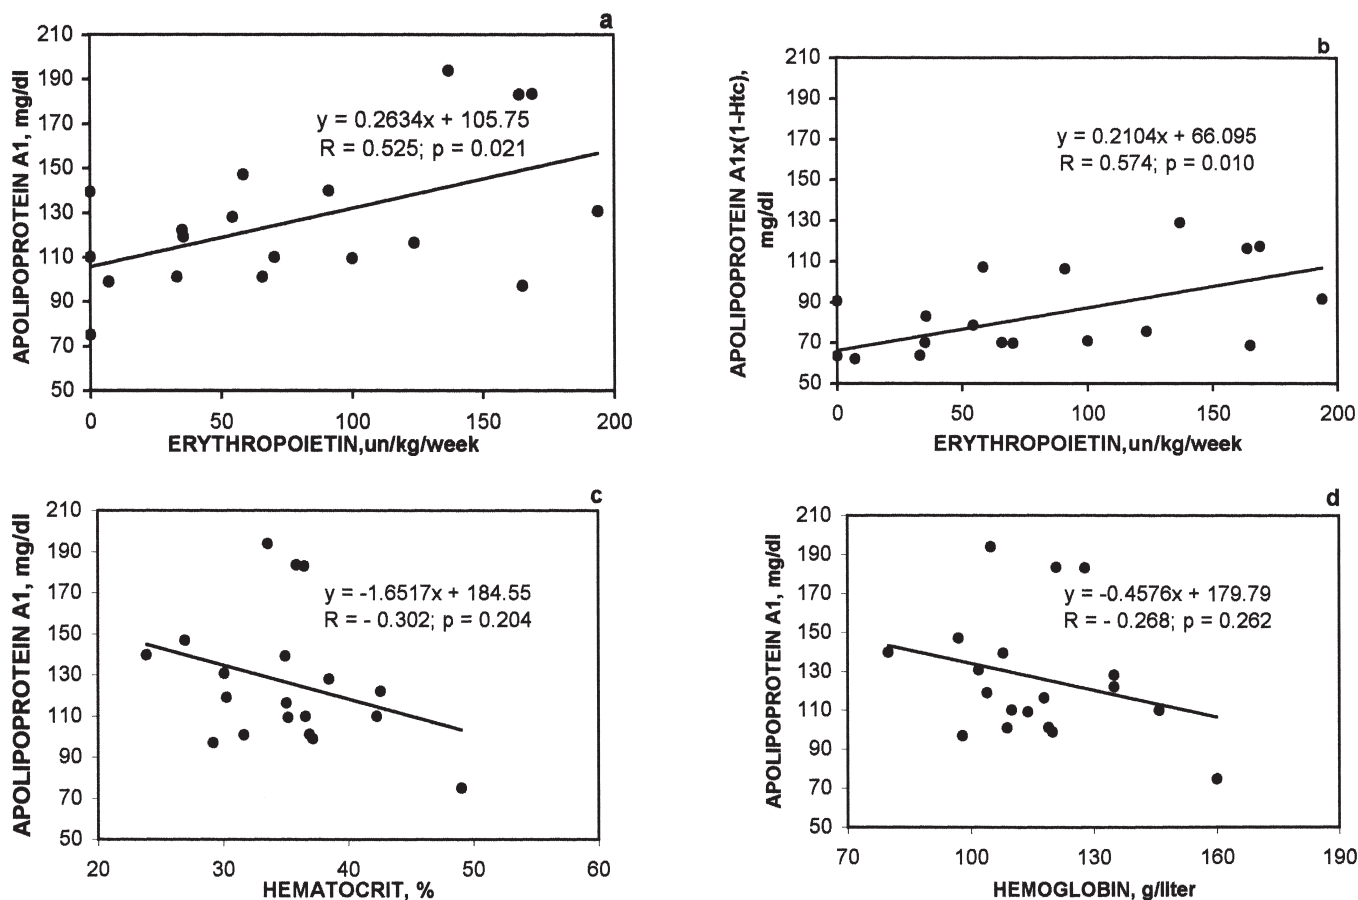 a
210
190
170
150
130
110
90
70
50
APOLIPOPROTEIN A1, mg/dl
y = 0.2634x + 105.75
R = 0.525; p = 0.021
0
50
100
150
200
ERYTHROPOIETIN,un/kg/week
b
210
190
170
150
130
110
90
70
50
APOLIPOPROTEIN A1x(1-Htc),
mg/dl
y = 0.2104x + 66.095
R = 0.574; p = 0.010
0
50
100
150
200
ERYTHROPOIETIN,un/kg/week
c
210
190
170
150
130
110
90
70
50
APOLIPOPROTEIN A1, mg/dl
y = -1.6517x + 184.55
R = - 0.302; p = 0.204
20
30
40
50
60
HEMATOCRIT, %
d
210
190
170
150
130
110
90
70
50
APOLIPOPROTEIN A1, mg/dl
y = -0.4576x + 179.79
R = - 0.268; p = 0.262
70
100
130
160
190
HEMOGLOBIN, g/liter